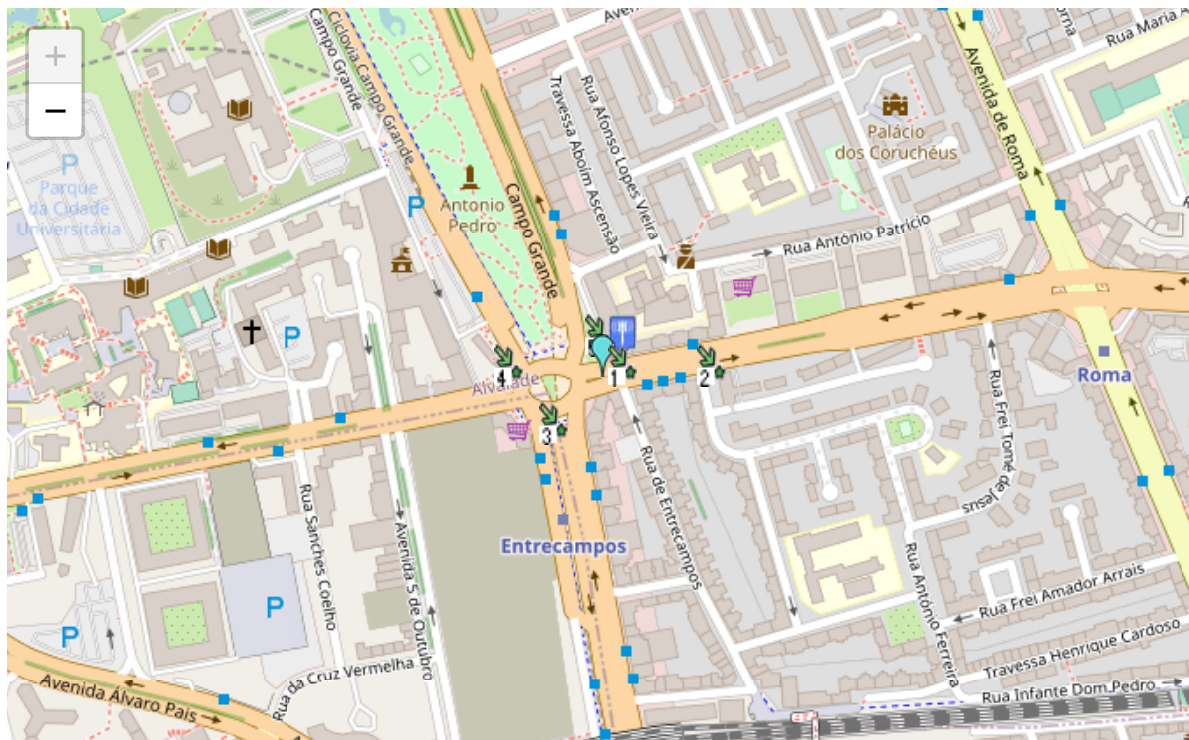 +
−
Campo Grande
Ciclovia Campo Grande
Campo Grande
Travessa Aboim Ascensão
Rua Afonso Lopes Vieira
Avenida de Roma
Rua Maria A
Palácio
dos Coruchéus
P
Parque
da Cidade
Universitária
P
Antonio
Pedro
Rua António Patrício
P
Alvalade
4
1
2
3
Roma
Entrecampos
Rua de Entrecampos
Rua Frei Tomé de Jesus
Rua Sanches Coelho
Avenida 5 de Outubro
Rua António Ferreira
Rua Frei Amador Arrais
P
P
Travessa Henrique Cardoso
Rua da Cruz Vermelha
Rua Infante Dom Pedro
Avenida Álvaro Pais